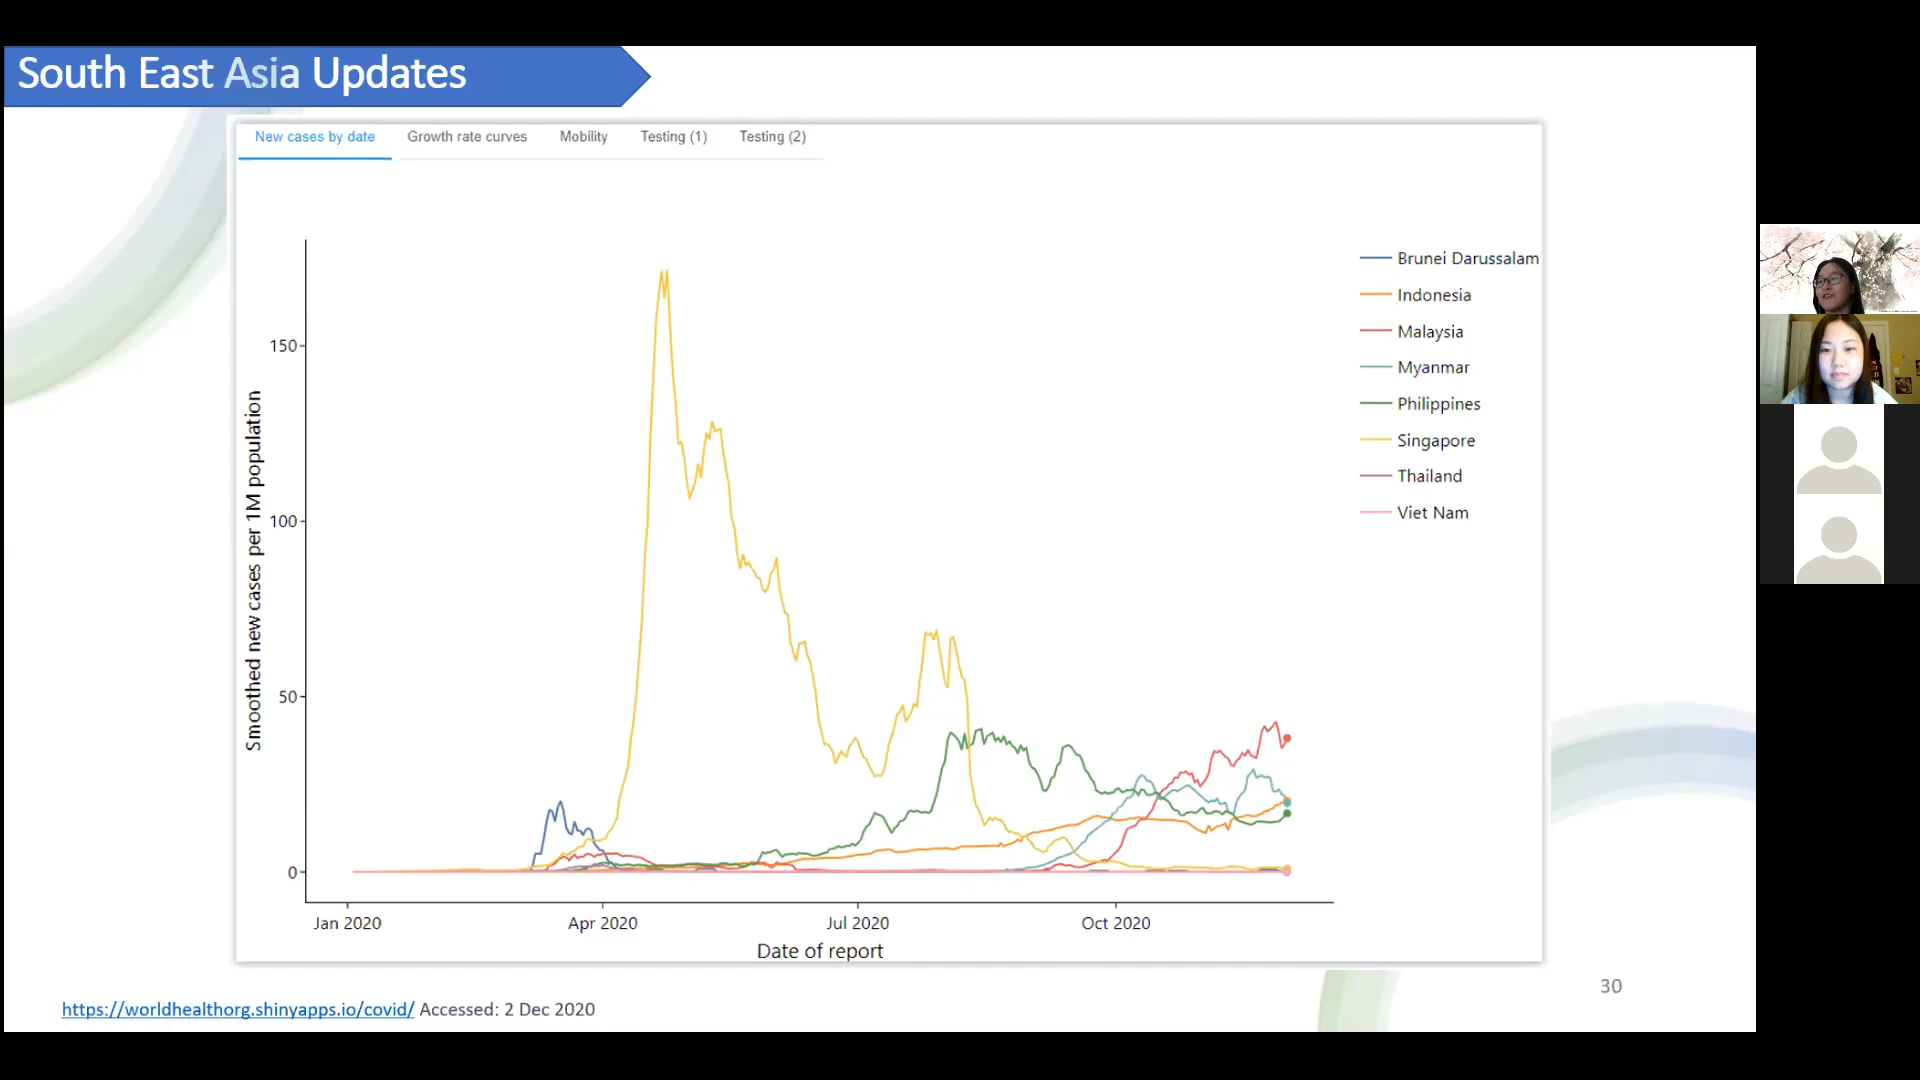 South East Asia Updates
New cases by date Growth rate curves Mobility Testing (1) Testing (2)
Smoothed new cases per 1M population
150
100
50
0
Jan 2020 Apr 2020 Jul 2020 Oct 2020
Date of report
Brunei Darussalam
Indonesia
Malaysia
Myanmar
Philippines
Singapore
Thailand
Viet Nam
30
https://worldhealthorg.shinyapps.io/covid/ Accessed: 2 Dec 2020